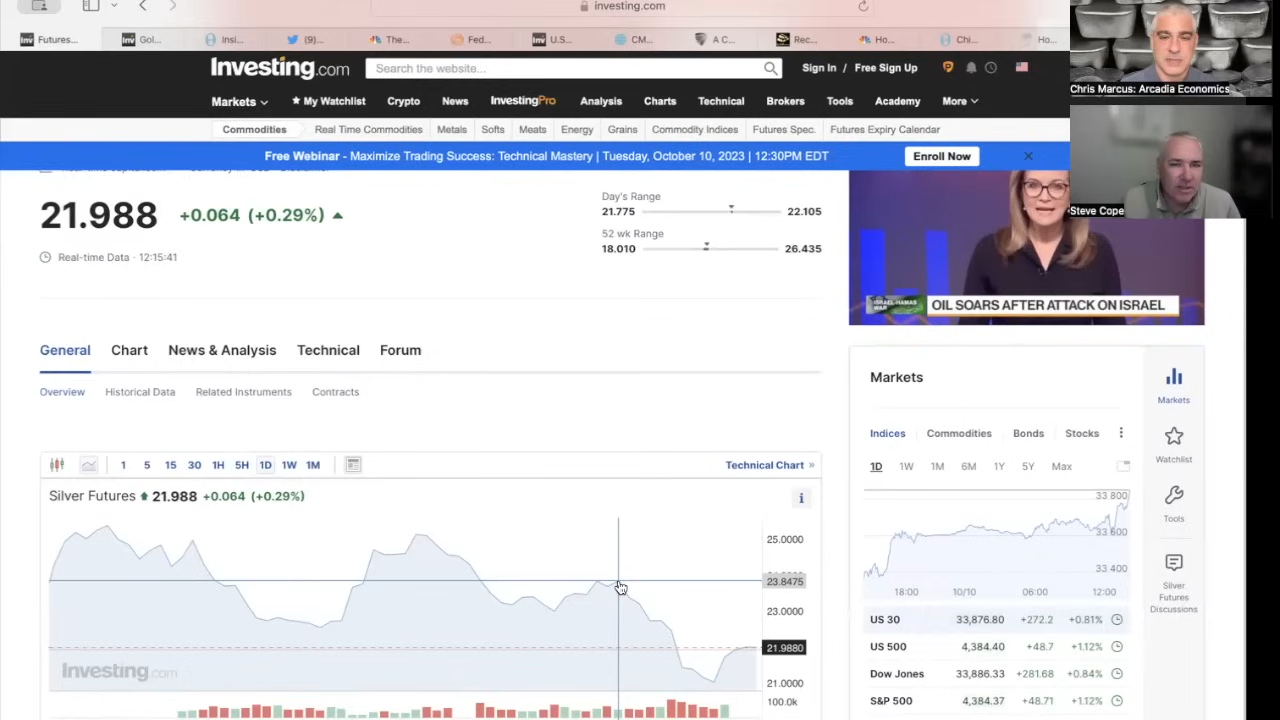 investing.com
Futures...
Gol...
Insi...
(9)...
The...
Fed...
U.S...
CM...
A C...
Rec...
Ho...
Chi...
Ho...
Investing.com
Search the website...
Sign In / Free Sign Up
Markets
My Watchlist
Crypto
News
InvestingPro
Analysis
Charts
Technical
Brokers
Tools
Academy
More
Commodities
Real Time Commodities
Metals
Softs
Meats
Energy
Grains
Commodity Indices
Futures Spec.
Futures Expiry Calendar
Free Webinar - Maximize Trading Success: Technical Mastery | Tuesday, October 10, 2023 | 12:30PM EDT
Enroll Now
Chris Marcus: Arcadia Economics
Steve Cope
21.988 +0.064 (+0.29%)
Real-time Data · 12:15:41
Day's Range
21.775 22.105
52 wk Range
18.010 26.435
ISRAEL-HAMAS WAR
OIL SOARS AFTER ATTACK ON ISRAEL
General
Chart
News & Analysis
Technical
Forum
Overview
Historical Data
Related Instruments
Contracts
1 5 15 30 1H 5H 1D 1W 1M
Technical Chart »
Silver Futures 21.988 +0.064 (+0.29%)
i
25.0000
23.8475
23.0000
21.9880
21.0000
100.0k
Investing.com
Markets
Indices
Commodities
Bonds
Stocks
1D 1W 1M 6M 1Y 5Y Max
33 800
33 600
33 400
18:00 10/10 06:00 12:00
US 30 33,876.80 +272.2 +0.81%
US 500 4,384.40 +48.7 +1.12%
Dow Jones 33,886.33 +281.68 +0.84%
S&P 500 4,384.37 +48.71 +1.12%
Markets
Watchlist
Tools
Silver
Futures
Discussions